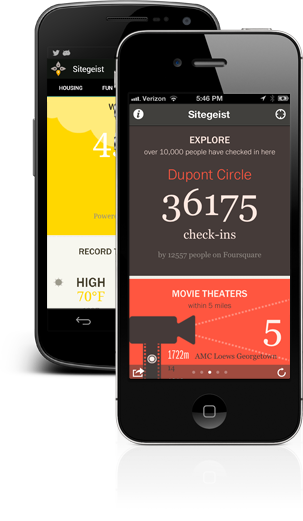 Sitegeist
HOUSING
FUN
W
4
Powere
RECORD T
HIGH
70°F
Verizon
5:46 PM
Sitegeist
EXPLORE
over 10,000 people have checked in here
Dupont Circle
36175
check-ins
by 12557 people on Foursquare
MOVIE THEATERS
within 5 miles
5
1722m
AMC Loews Georgetown
14